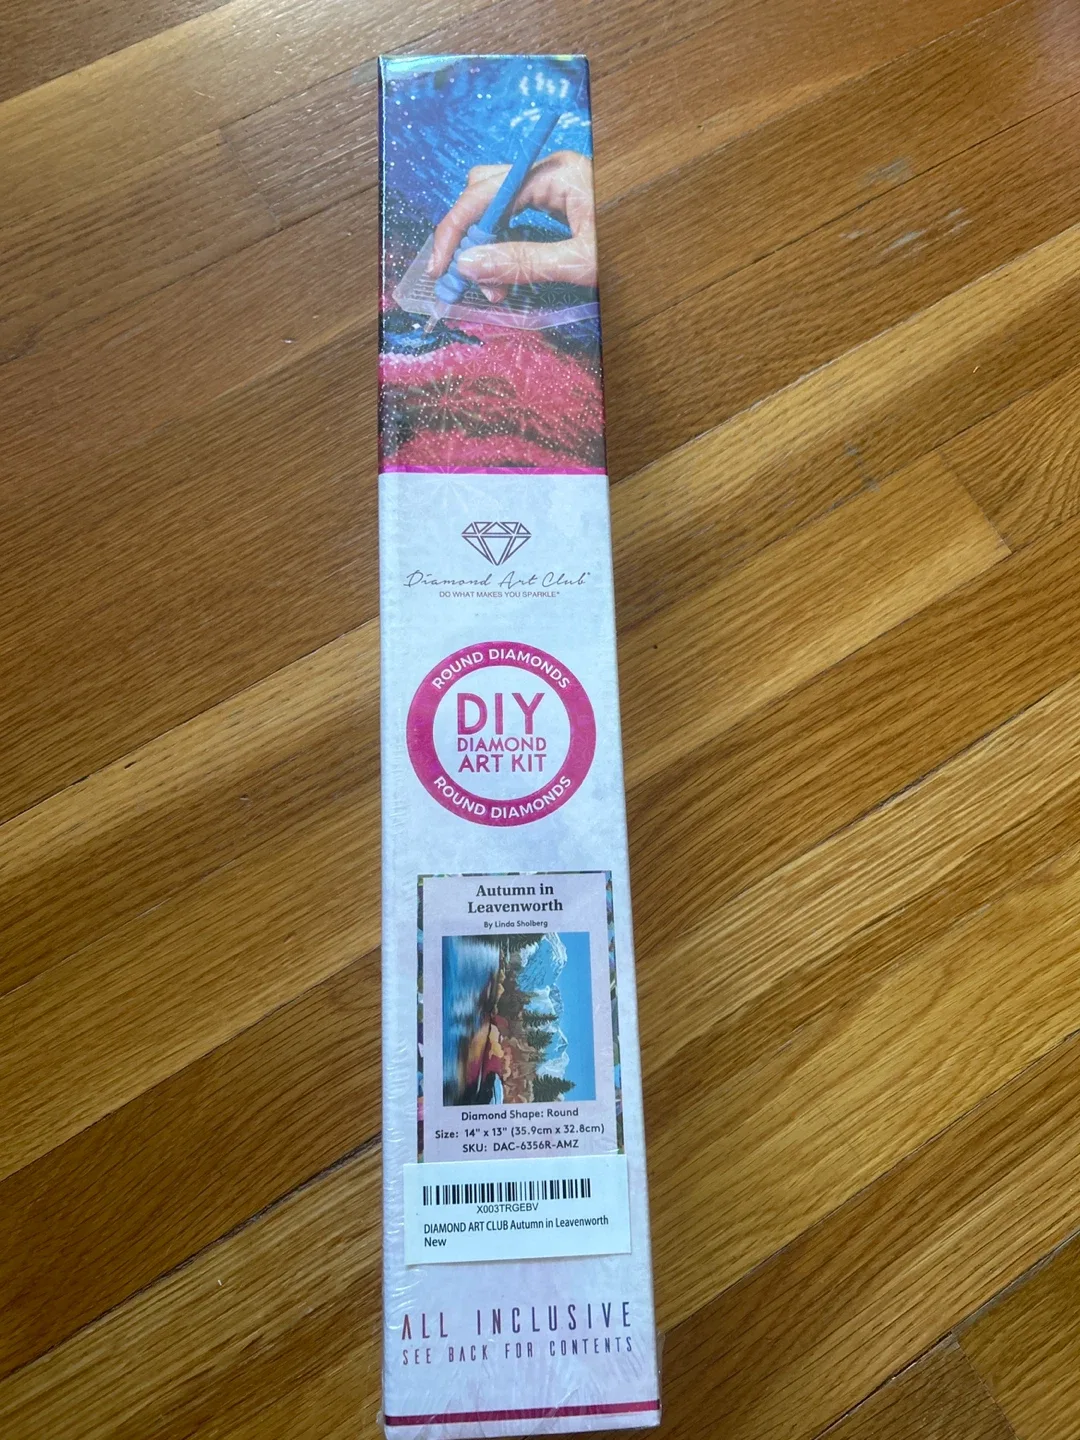 Diamond Art Club®
DO WHAT MAKES YOU SPARKLE™
ROUND DIAMONDS
DIY
DIAMOND
ART KIT
ROUND DIAMONDS
Autumn in
Leavenworth
By Linda Sholberg
Diamond Shape: Round
Size: 14" x 13" (35.9cm x 32.8cm)
SKU: DAC-6356R-AMZ
X003TRGEBV
DIAMOND ART CLUB Autumn in Leavenworth
New
ALL INCLUSIVE
SEE BACK FOR CONTENTS